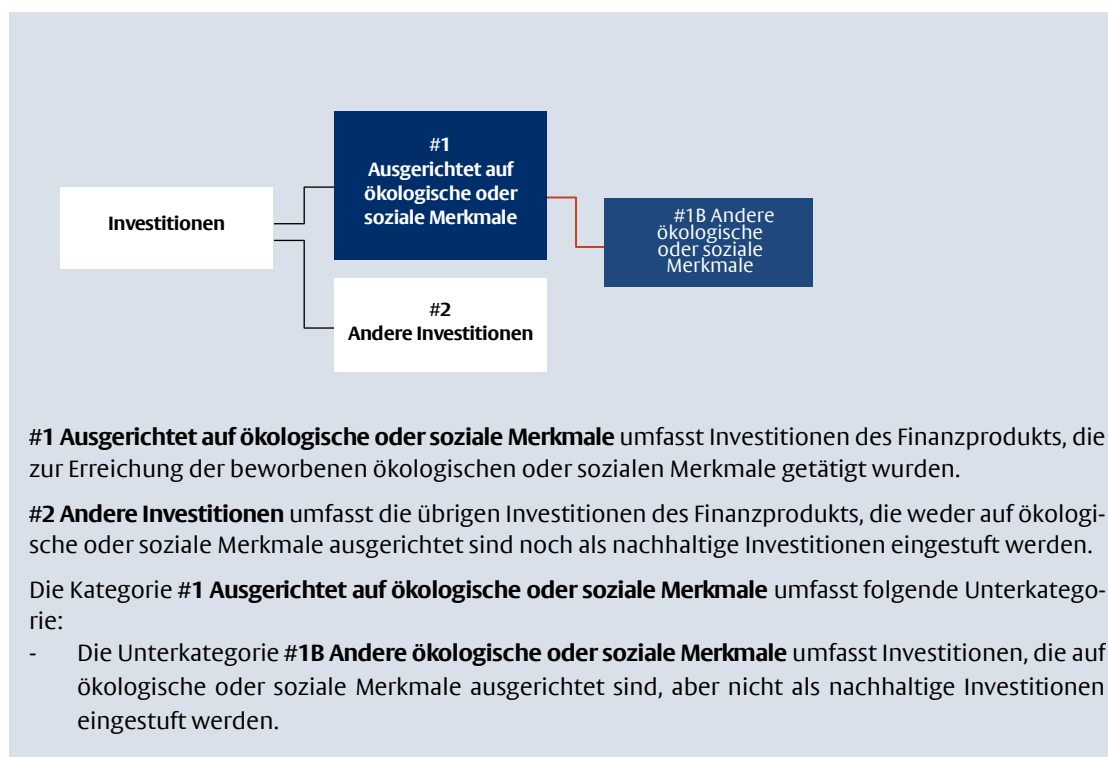 #1
Ausgerichtet auf
ökologische oder
soziale Merkmale
Investitionen
#1B Andere
ökologische
oder soziale
Merkmale
#2
Andere Investitionen
#1 Ausgerichtet auf ökologische oder soziale Merkmale umfasst Investitionen des Finanzprodukts, die
zur Erreichung der beworbenen ökologischen oder sozialen Merkmale getätigt wurden.
#2 Andere Investitionen umfasst die übrigen Investitionen des Finanzprodukts, die weder auf ökologi-
sche oder soziale Merkmale ausgerichtet sind noch als nachhaltige Investitionen eingestuft werden.
Die Kategorie #1 Ausgerichtet auf ökologische oder soziale Merkmale umfasst folgende Unterkatego-
rie:
- Die Unterkategorie #1B Andere ökologische oder soziale Merkmale umfasst Investitionen, die auf
ökologische oder soziale Merkmale ausgerichtet sind, aber nicht als nachhaltige Investitionen
eingestuft werden.